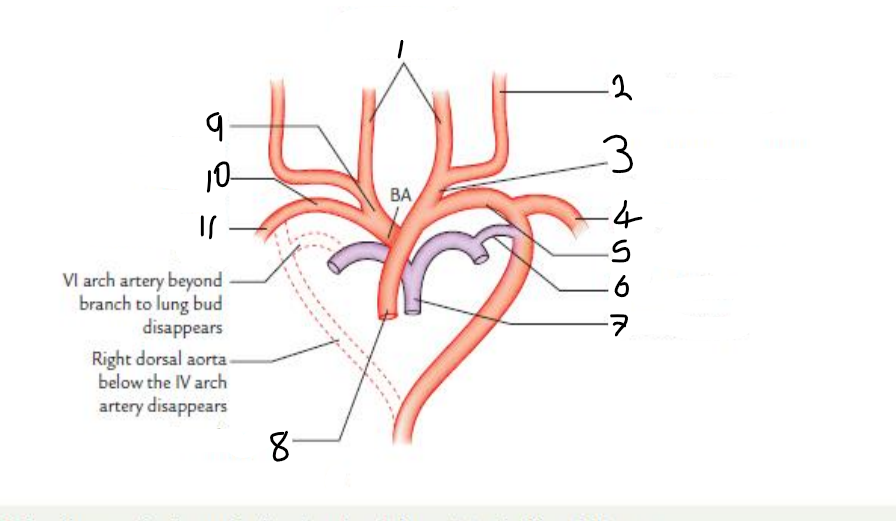 1
2
9
3
10
BA
4
11
5
VI arch artery beyond
branch to lung bud
disappears
6
7
Right dorsal aorta
below the IV arch
artery disappears
8